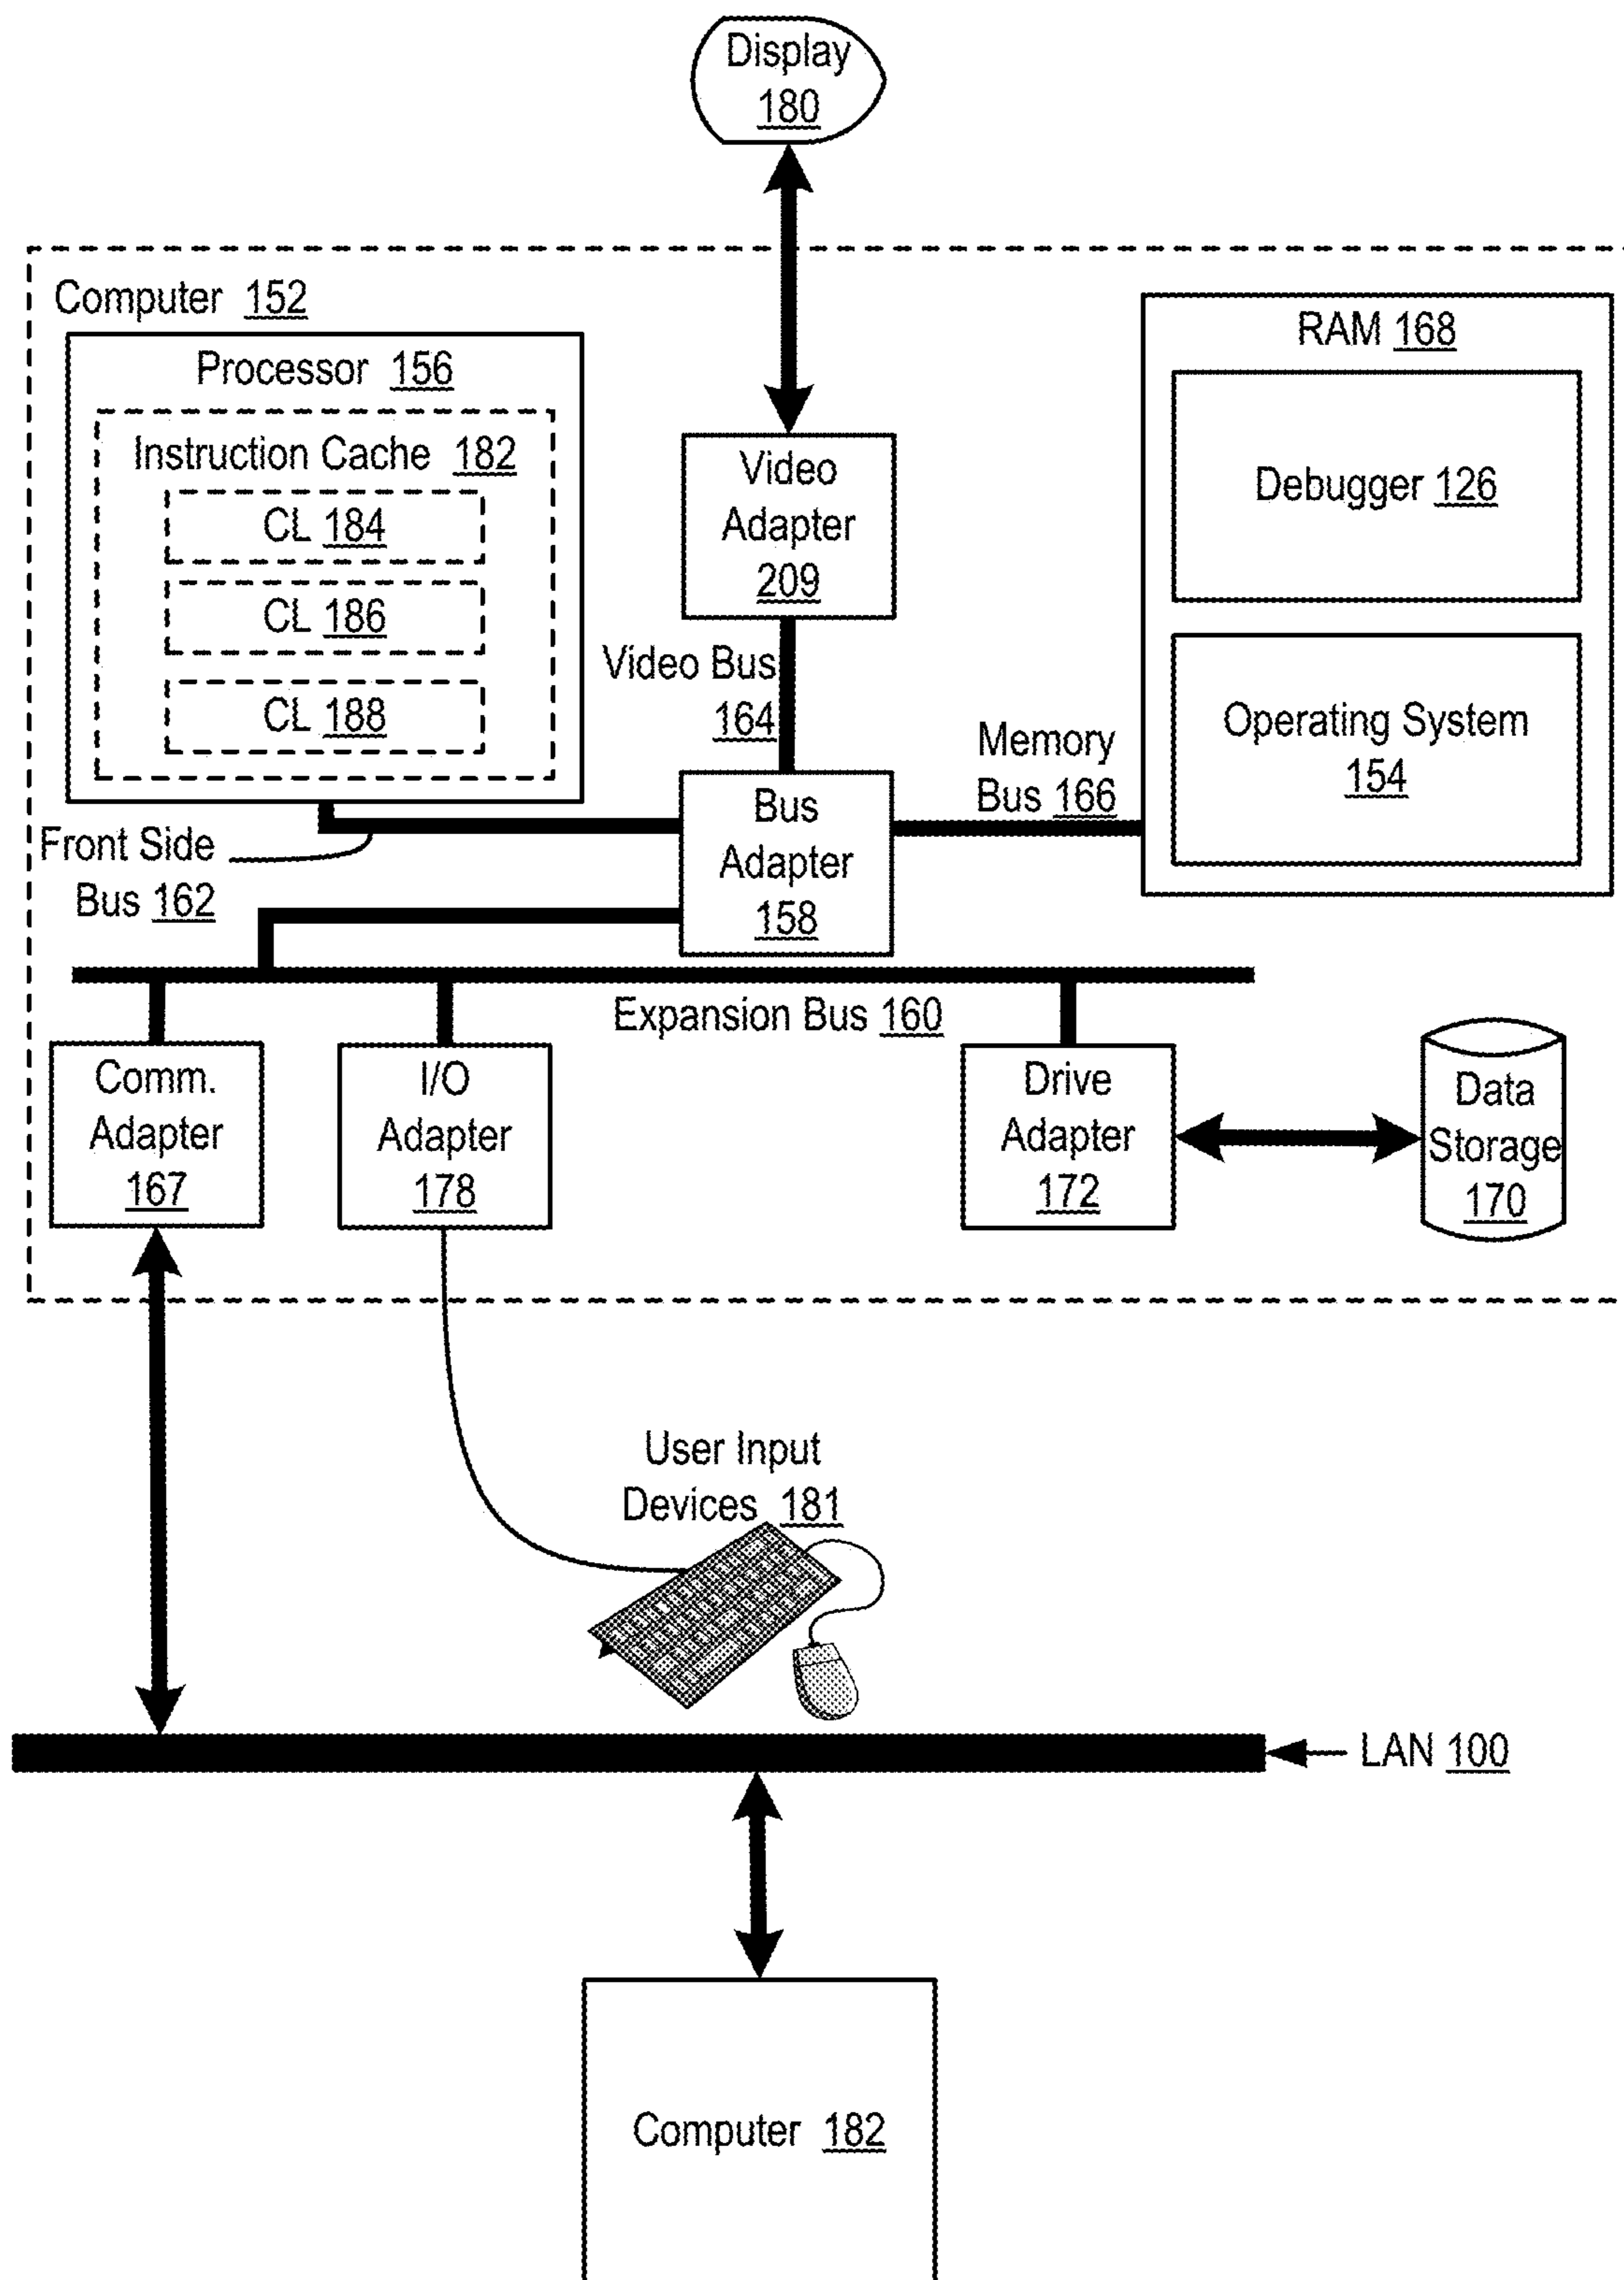 Display
180
Computer 152
Processor 156
Instruction Cache 182
CL 184
CL 186
CL 188
Video
Adapter
209
RAM 168
Debugger 126
Operating System
154
Video Bus
164
Memory
Bus 166
Bus
Adapter
158
Front Side
Bus 162
Expansion Bus 160
Comm.
Adapter
167
I/O
Adapter
178
Drive
Adapter
172
Data
Storage
170
User Input
Devices 181
LAN 100
Computer 182